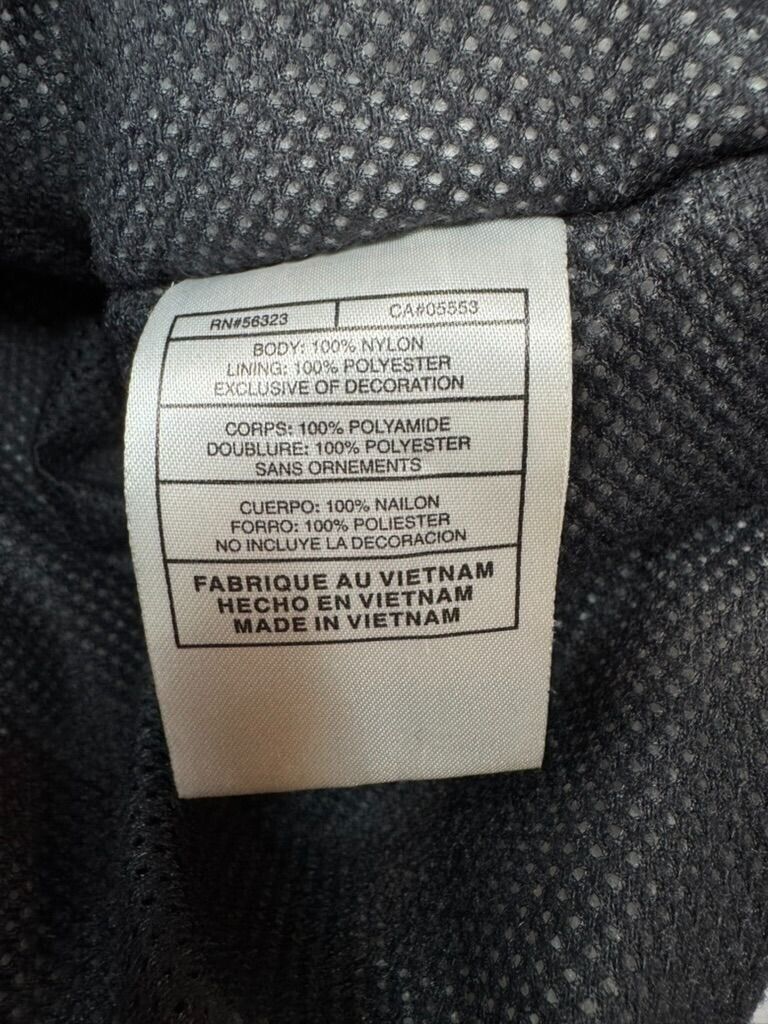 RN#56323 CA#05553
BODY: 100% NYLON
LINING: 100% POLYESTER
EXCLUSIVE OF DECORATION
CORPS: 100% POLYAMIDE
DOUBLURE: 100% POLYESTER
SANS ORNEMENTS
CUERPO: 100% NAILON
FORRO: 100% POLIESTER
NO INCLUYE LA DECORACION
FABRIQUE AU VIETNAM
HECHO EN VIETNAM
MADE IN VIETNAM